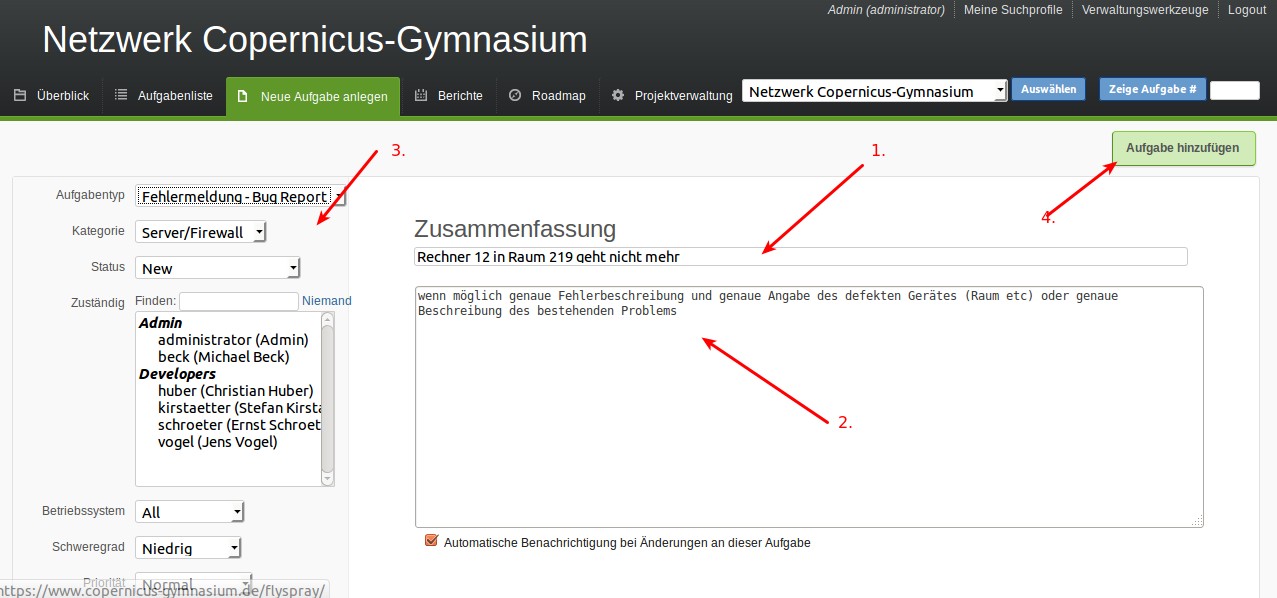 Admin (administrator) Meine Suchprofile Verwaltungswerkzeuge Logout
Netzwerk Copernicus-Gymnasium
Überblick Aufgabenliste Neue Aufgabe anlegen Berichte Roadmap Projektverwaltung Netzwerk Copernicus-Gymnasium Auswählen Zeige Aufgabe #
3. 1. Aufgabe hinzufügen
Aufgabentyp Fehlermeldung - Bug Report
4.
Kategorie Server/Firewall Zusammenfassung
Rechner 12 in Raum 219 geht nicht mehr
Status New
Zuständig Finden: Niemand
wenn möglich genaue Fehlerbeschreibung und genaue Angabe des defekten Gerätes (Raum etc) oder genaue
Beschreibung des bestehenden Problems
Admin
administrator (Admin)
beck (Michael Beck)
Developers
huber (Christian Huber)
kirstaetter (Stefan Kirsta
schroeter (Ernst Schroet
vogel (Jens Vogel)
2.
Betriebssystem All
Schweregrad Niedrig
Automatische Benachrichtigung bei Änderungen an dieser Aufgabe
Priorität Normal
https://www.copernicus-gymnasium.de/flyspray/